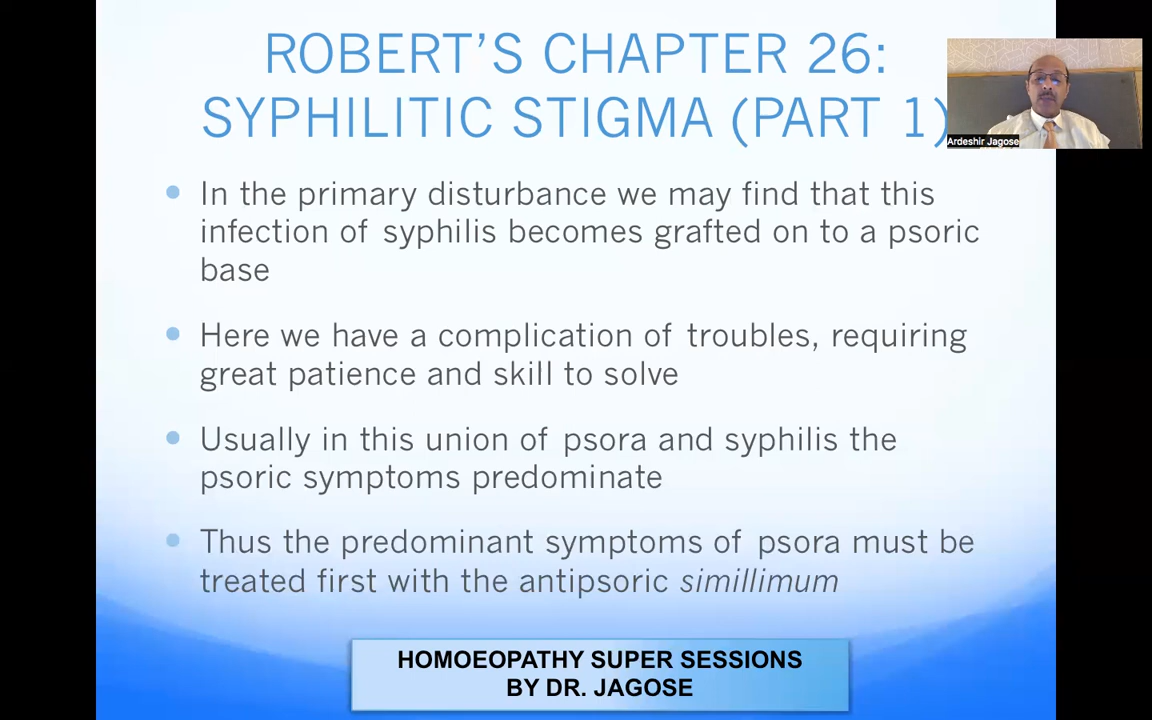 ROBERT'S CHAPTER 26:
SYPHILITIC STIGMA (PART 1)
Ardeshir Jagose
In the primary disturbance we may find that this
infection of syphilis becomes grafted on to a psoric
base
Here we have a complication of troubles, requiring
great patience and skill to solve
Usually in this union of psora and syphilis the
psoric symptoms predominate
Thus the predominant symptoms of psora must be
treated first with the antipsoric simillimum
HOMOEOPATHY SUPER SESSIONS
BY DR. JAGOSE